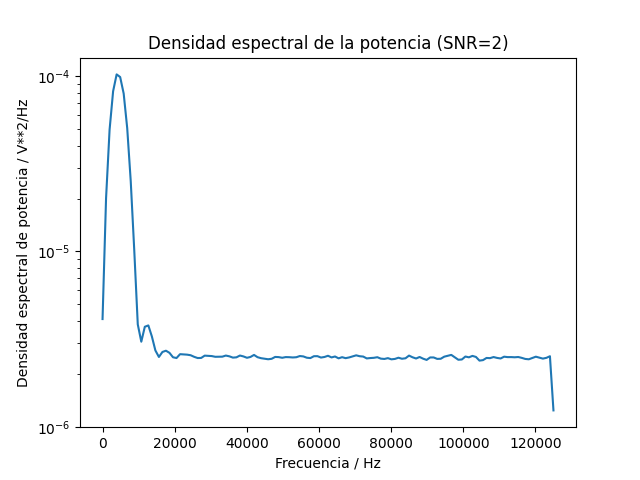 Densidad espectral de la potencia (SNR=2)
Densidad espectral de potencia / V**2/Hz
10⁻⁴
10⁻⁵
10⁻⁶
0 20000 40000 60000 80000 100000 120000
Frecuencia / Hz